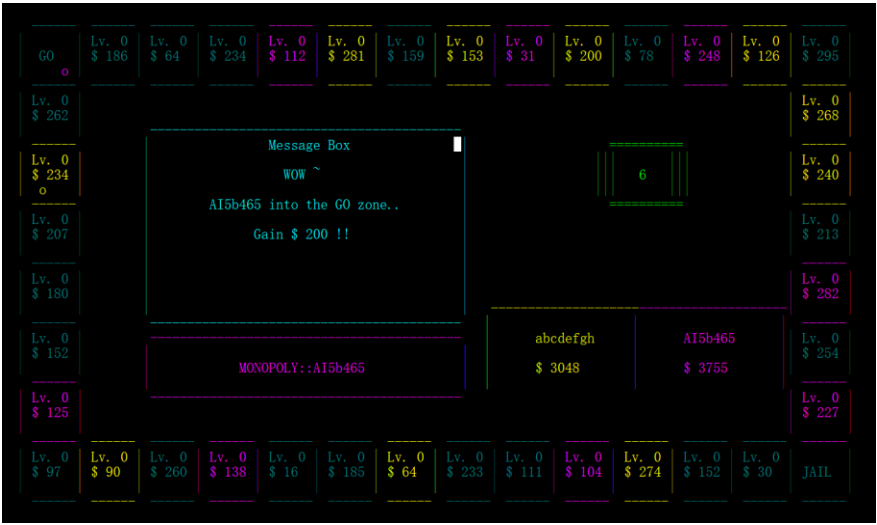 Lv. 0 Lv. 0 Lv. 0 Lv. 0 Lv. 0 Lv. 0 Lv. 0 Lv. 0 Lv. 0 Lv. 0 Lv. 0 Lv. 0 Lv. 0
GO $ 186 $ 64 $ 234 $ 112 $ 281 $ 159 $ 153 $ 31 $ 200 $ 78 $ 248 $ 126 $ 295
o
Lv. 0 Lv. 0
$ 262 $ 268
Message Box
Lv. 0 Lv. 0
WOW ~
$ 234 6 $ 240
o
AI5b465 into the GO zone..
Lv. 0 Lv. 0
$ 207 Gain $ 200 !! $ 213
Lv. 0 Lv. 0
$ 180 $ 282
Lv. 0 abcdefgh AI5b465 Lv. 0
$ 152 $ 254
MONOPOLY::AI5b465 $ 3048 $ 3755
Lv. 0 Lv. 0
$ 125 $ 227
Lv. 0 Lv. 0 Lv. 0 Lv. 0 Lv. 0 Lv. 0 Lv. 0 Lv. 0 Lv. 0 Lv. 0 Lv. 0 Lv. 0 Lv. 0
$ 97 $ 90 $ 260 $ 138 $ 16 $ 185 $ 64 $ 233 $ 111 $ 104 $ 274 $ 152 $ 30 JAIL